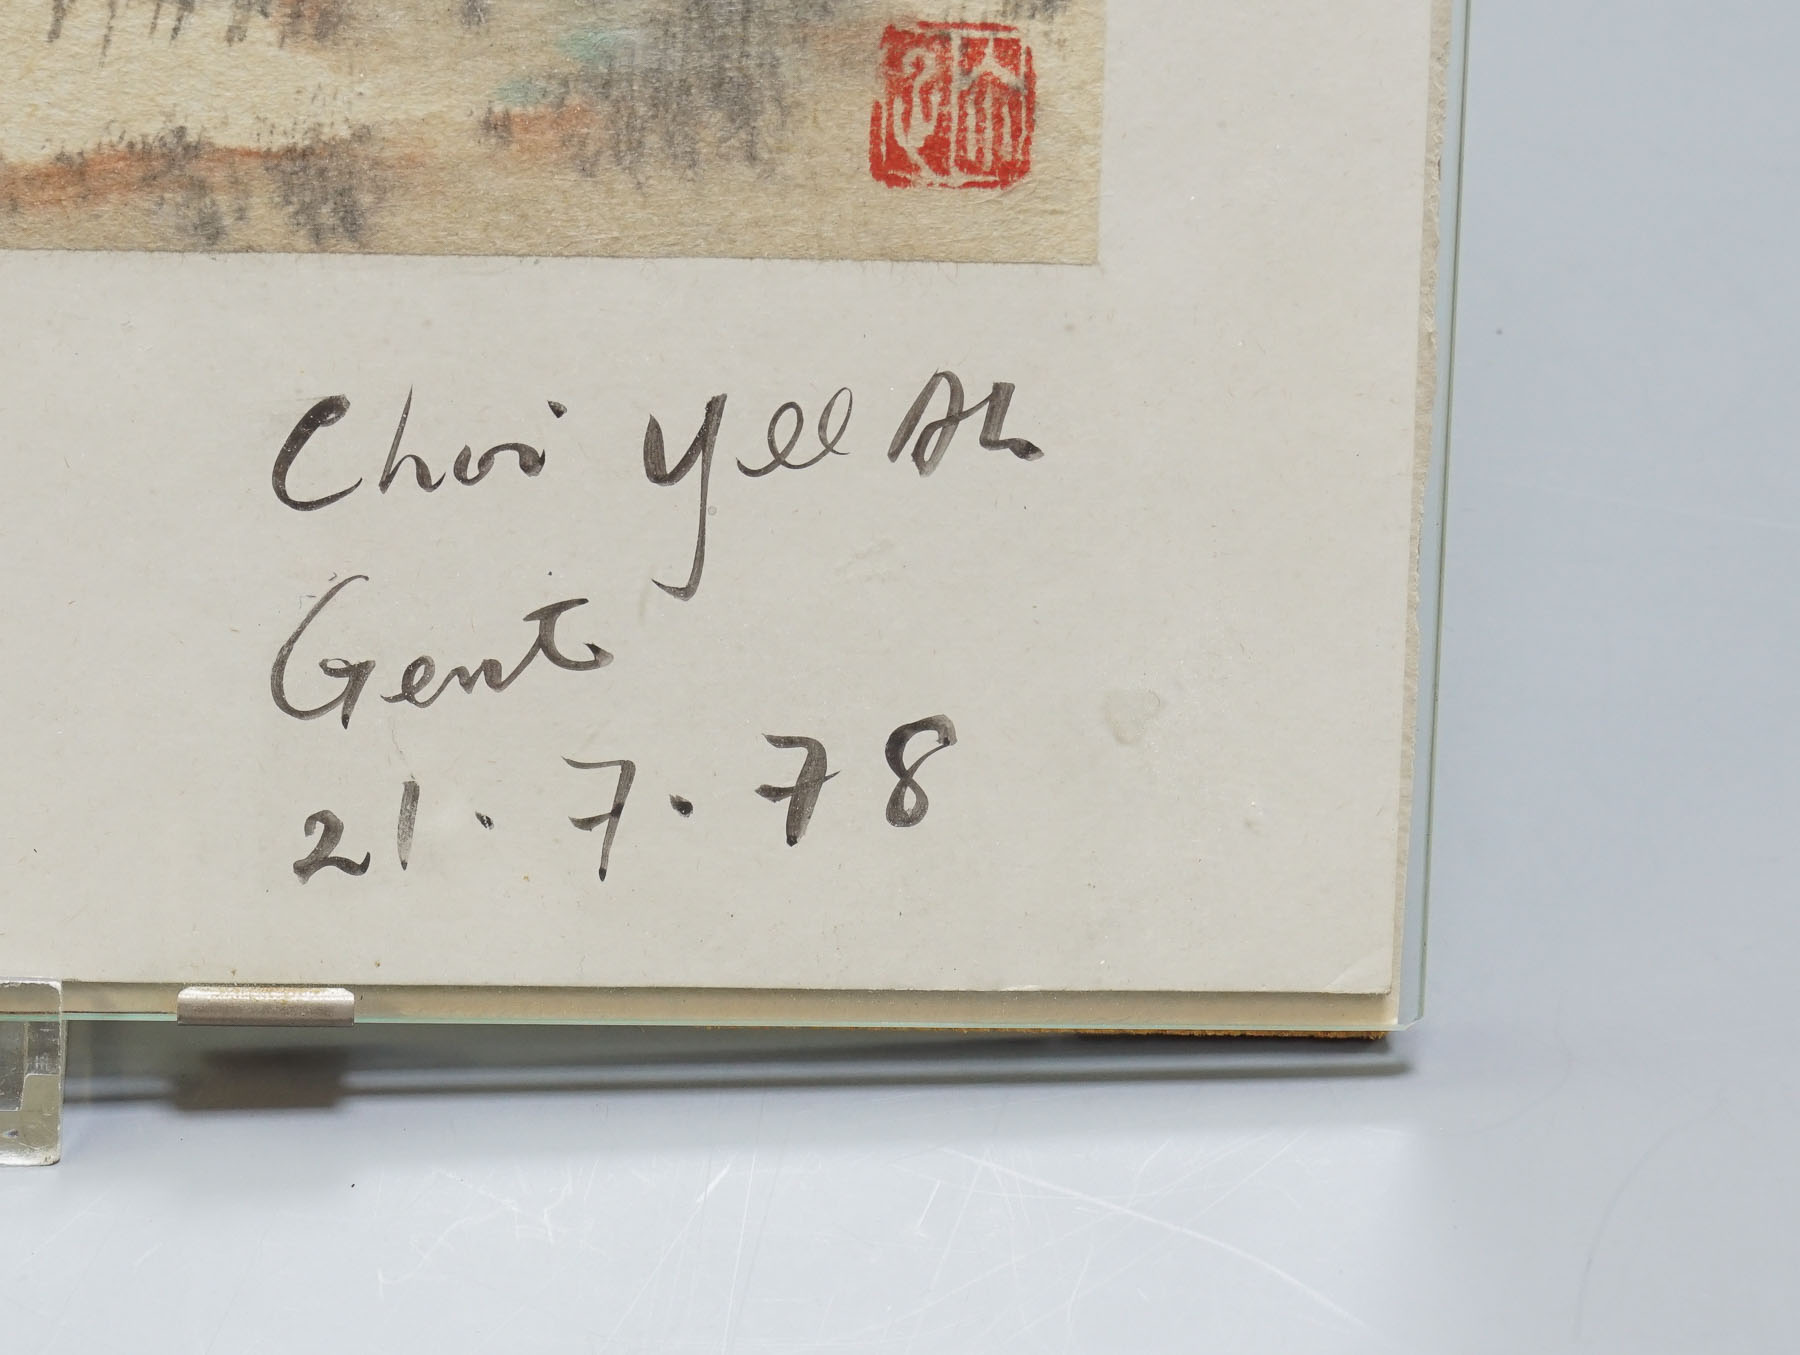 Choi Yee Ah
Gent
21.7.78